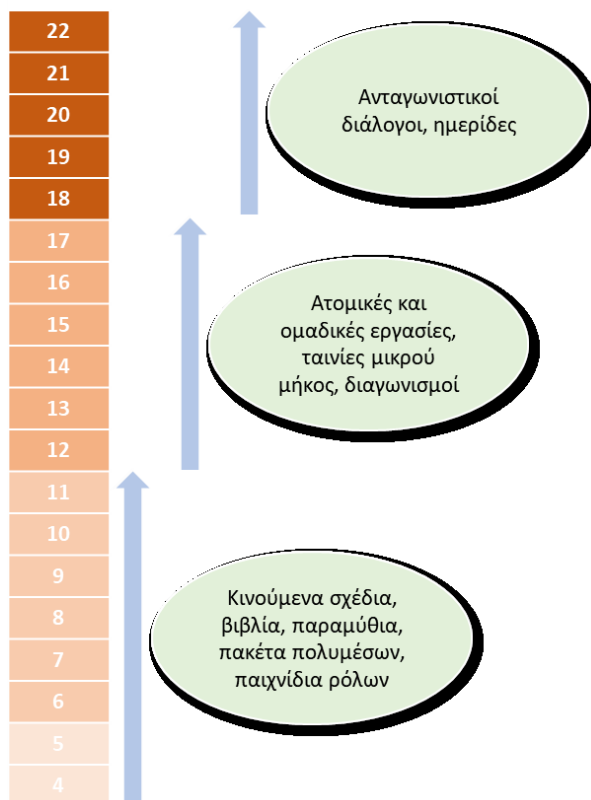 22
21
20
19
18
17
16
15
14
13
12
11
10
9
8
7
6
5
4
Ανταγωνιστικοί
διάλογοι, ημερίδες
Ατομικές και
ομαδικές εργασίες,
ταινίες μικρού
μήκος, διαγωνισμοί
Κινούμενα σχέδια,
βιβλία, παραμύθια,
πακέτα πολυμέσων,
παιχνίδια ρόλων